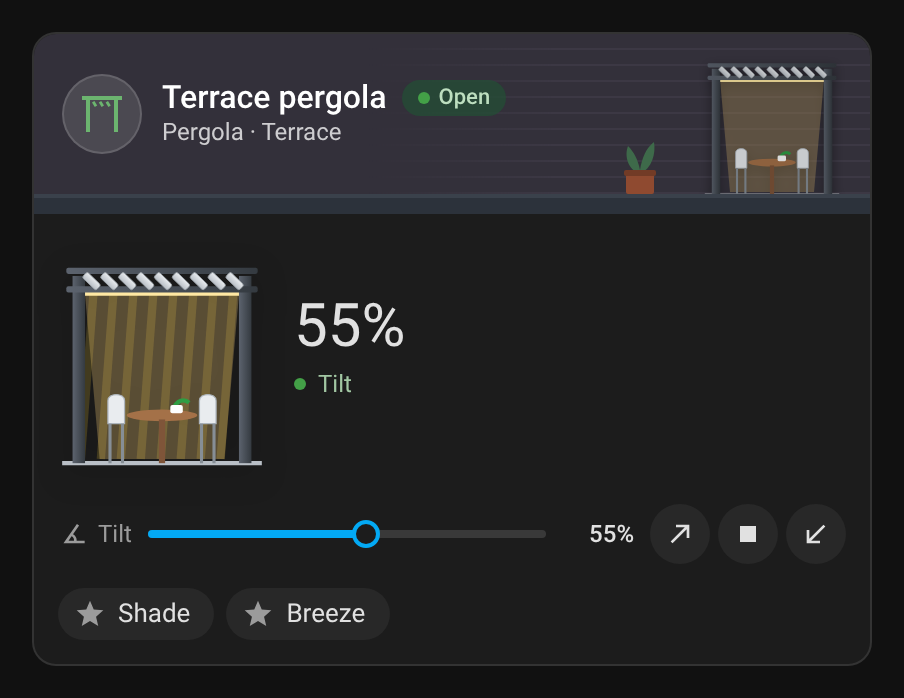 Terrace pergola
Open
Pergola · Terrace
55%
Tilt
Tilt
55%
Shade
Breeze